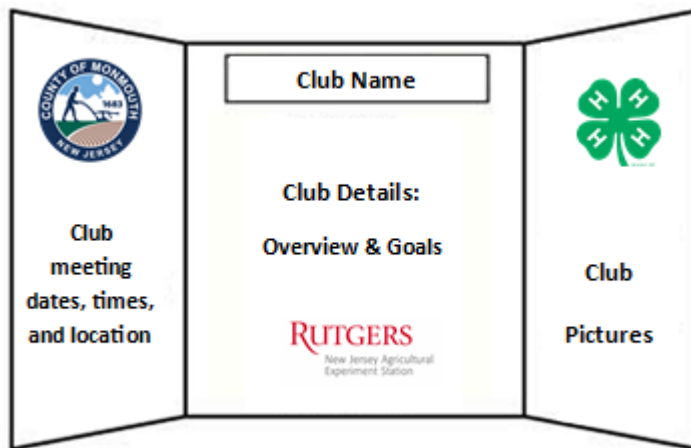 COUNTY OF MONMOUTH
1683
NEW JERSEY
Club
meeting
dates, times,
and location
Club Name
Club Details:
Overview & Goals
RUTGERS
New Jersey Agricultural
Experiment Station
H H
H H
Club
Pictures